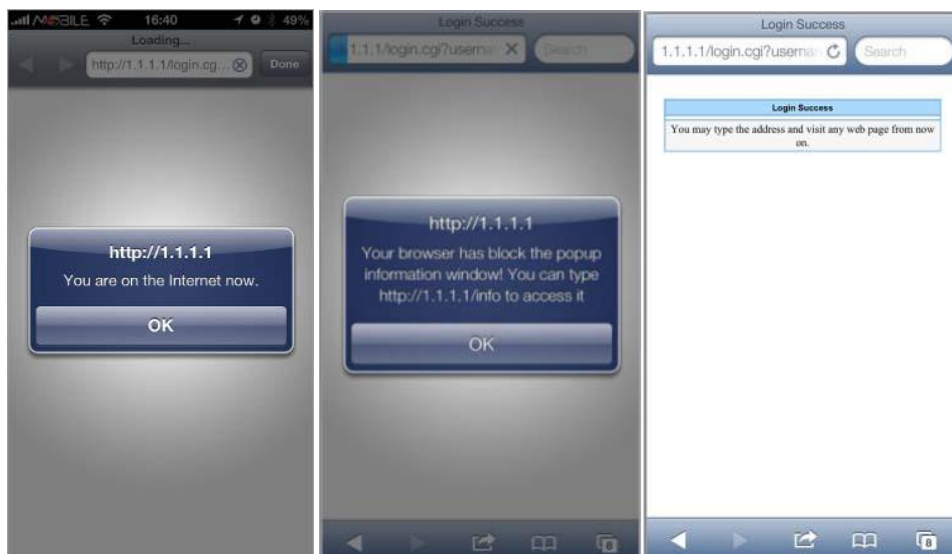 M●BILE 16:40 49%
Loading...
http://1.1.1.1/login.cg... Done
http://1.1.1.1
You are on the Internet now.
OK
Login Success
1.1.1/login.cgi?userna Search
http://1.1.1.1
Your browser has block the popup
information window! You can type
http://1.1.1.1/info to access it
OK
8
Login Success
1.1.1.1/login.cgi?usernan Search
Login Success
You may type the address and visit any web page from now
on.
8